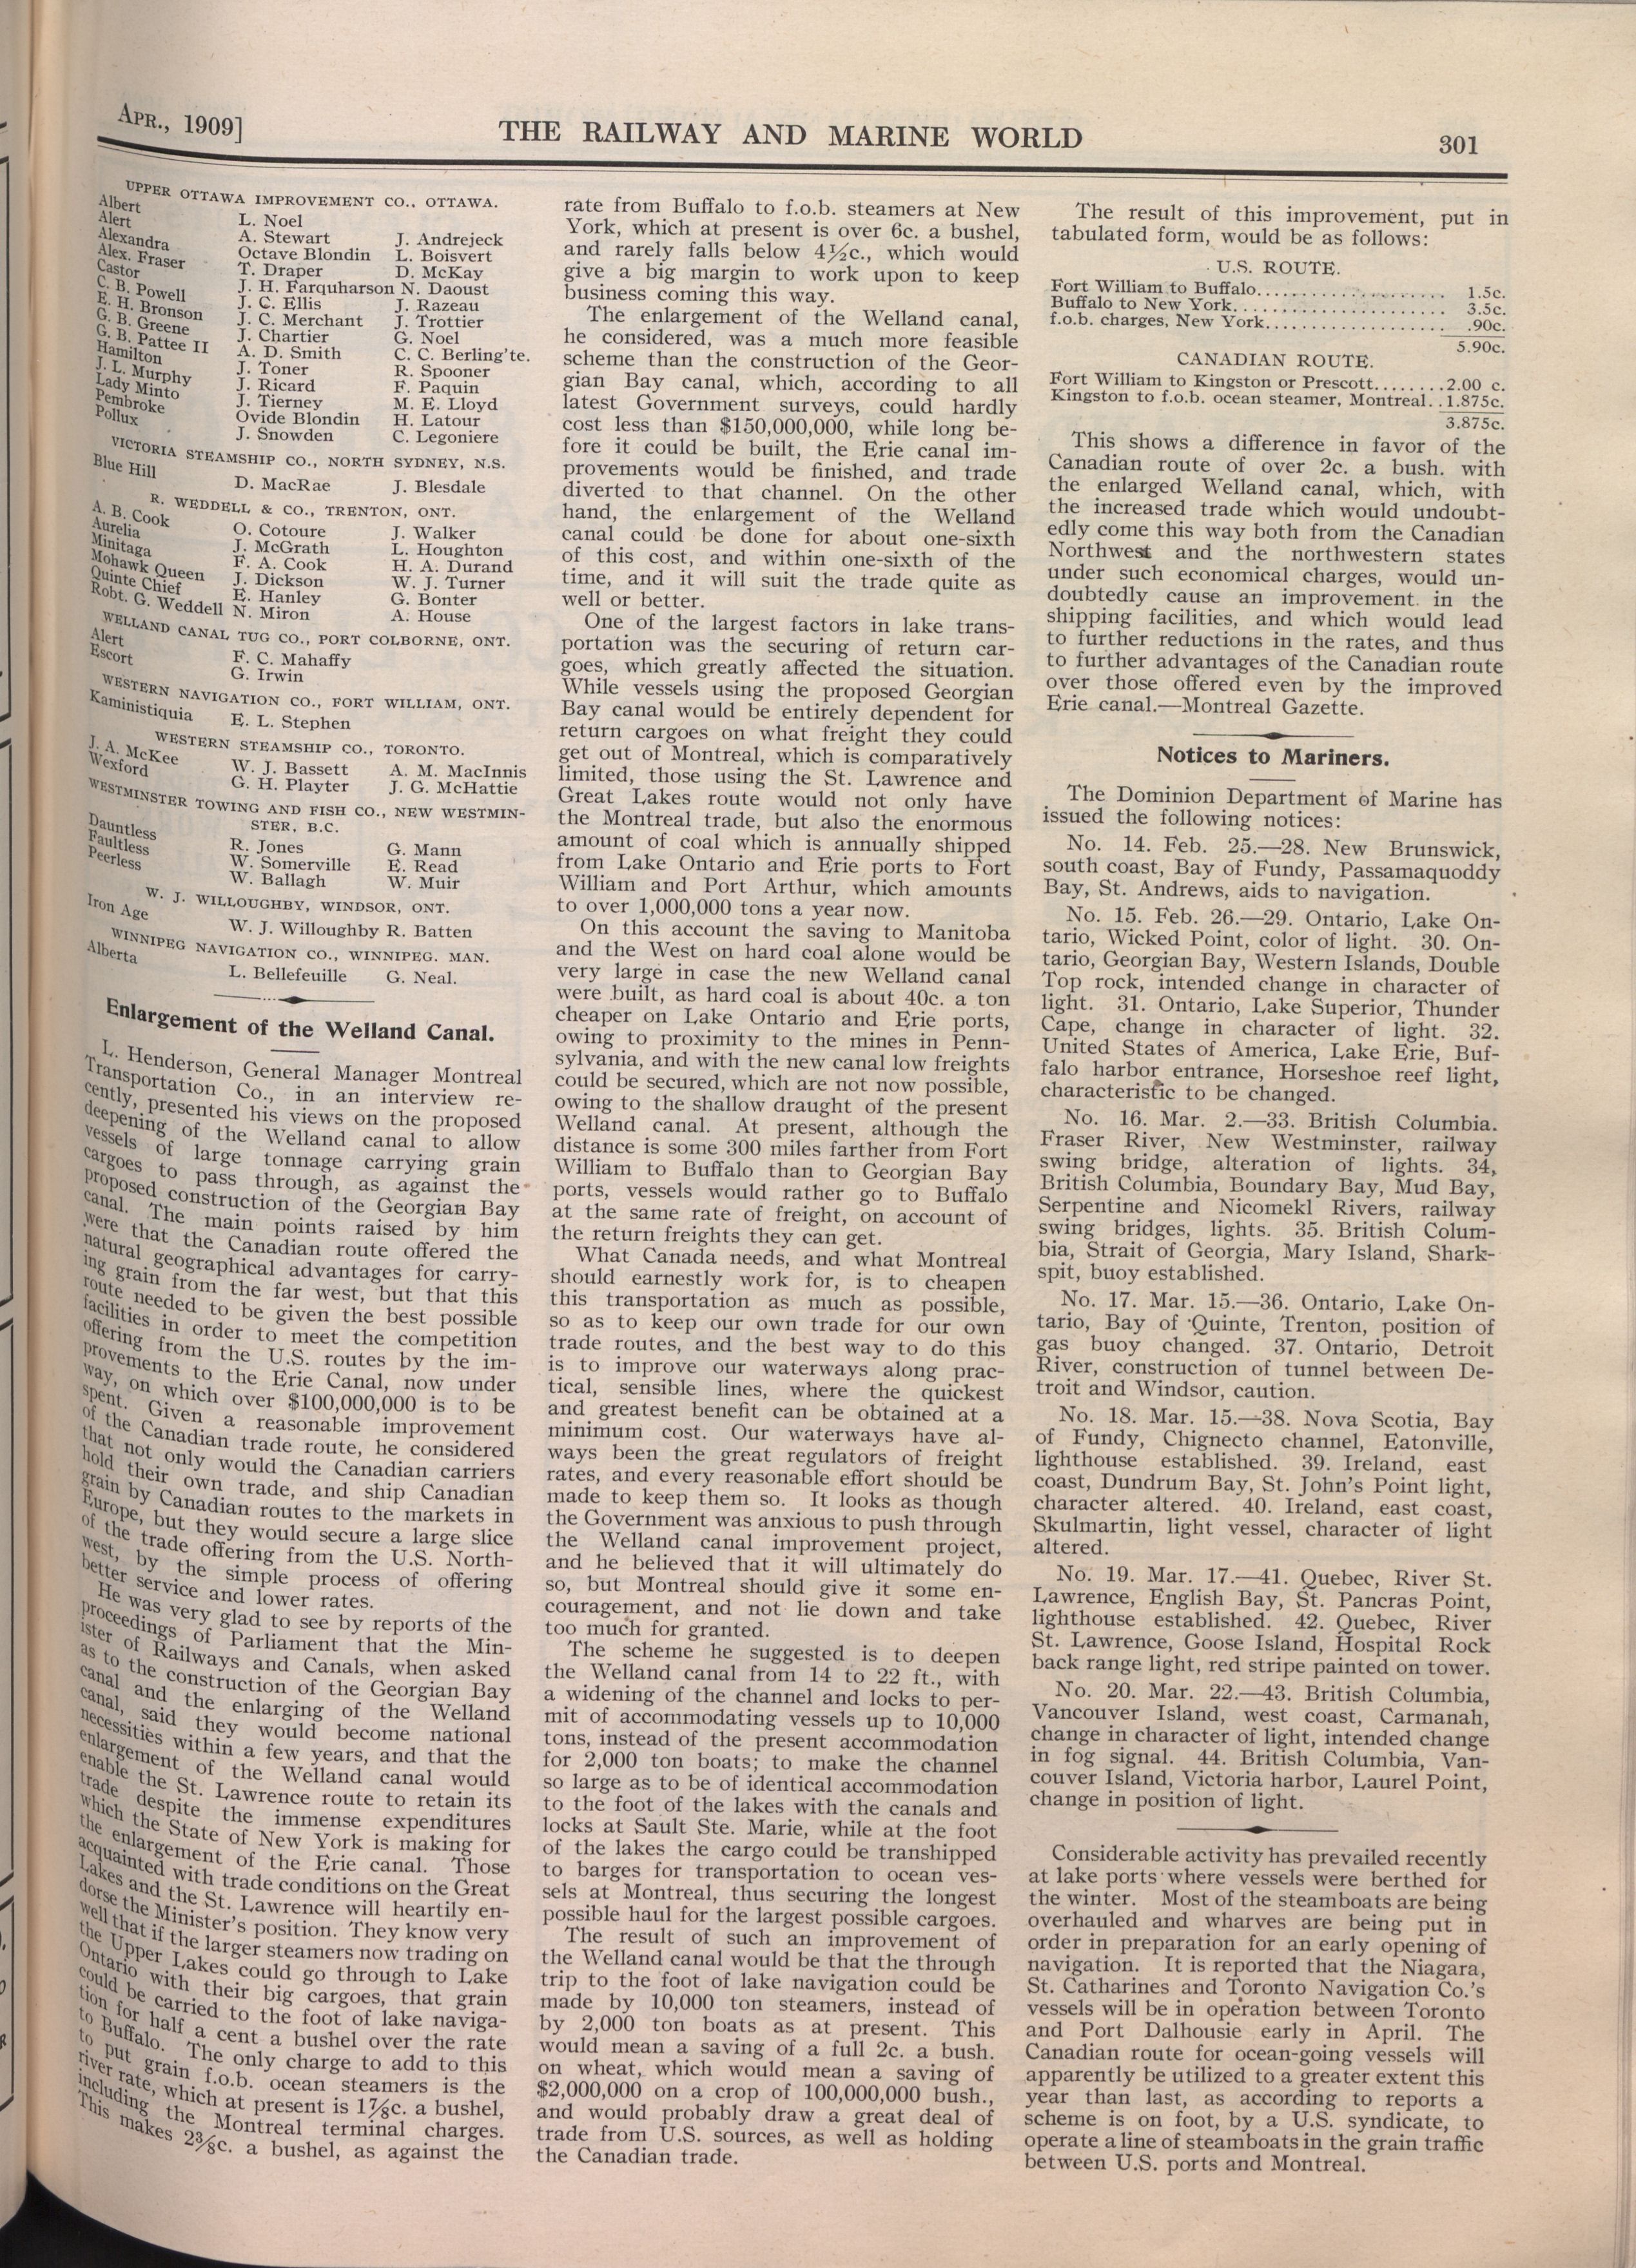 APR., 1909]
THE RAILWAY AND MARINE WORLD
301
UPPER OTTAWA IMPROVEMENT CO., OTTAWA.
Albert L. Noel
Alert A. Stewart J. Andrejeck
Alexandra Octave Blondin L. Boisvert
Alex. Fraser T. Draper D. McKay
Castor J. H. Farquharson N. Daoust
C. B. Powell J. C. Ellis J. Razeau
E. H. Bronson J. C. Merchant J. Trottier
G. B. Greene J. Chartier G. Noel
G. B. Pattee II A. D. Smith C. C. Berling'te.
Hamilton J. Toner R. Spooner
J. L. Murphy J. Ricard F. Paquin
Lady Minto J. Tierney M. E. Lloyd
Pembroke Ovide Blondin H. Latour
Pollux J. Snowden C. Legoniere
VICTORIA STEAMSHIP CO., NORTH SYDNEY, N.S.
Blue Hill D. MacRae J. Blesdale
R. WEDDELL & CO., TRENTON, ONT.
A. B. Cook O. Cotoure J. Walker
Aurelia J. McGrath L. Houghton
Minitaga F. A. Cook H. A. Durand
Mohawk Queen J. Dickson W. J. Turner
Quinte Chief E. Hanley G. Bonter
Robt. G. Weddell N. Miron A. House
WELLAND CANAL TUG CO., PORT COLBORNE, ONT.
Alert F. C. Mahaffy
Escort G. Irwin
WESTERN NAVIGATION CO., FORT WILLIAM, ONT.
Kaministiquia E. L. Stephen
WESTERN STEAMSHIP CO., TORONTO.
J. A. McKee W. J. Bassett A. M. MacInnis
Wexford G. H. Playter J. G. McHattie
WESTMINSTER TOWING AND FISH CO., NEW WESTMIN-
STER, B.C.
Dauntless R. Jones G. Mann
Faultless W. Somerville E. Read
Peerless W. Ballagh W. Muir
W. J. WILLOUGHBY, WINDSOR, ONT.
Iron Age W. J. Willoughby R. Batten
WINNIPEG NAVIGATION CO., WINNIPEG. MAN.
Alberta L. Bellefeuille G. Neal.
Enlargement of the Welland Canal.
L. Henderson, General Manager Montreal
Transportation Co., in an interview re-
cently, presented his views on the proposed
deepening of the Welland canal to allow
vessels of large tonnage carrying grain
cargoes to pass through, as against the
proposed construction of the Georgian Bay
canal. The main points raised by him
were that the Canadian route offered the
natural geographical advantages for carry-
ing grain from the far west, but that this
route needed to be given the best possible
facilities in order to meet the competition
offering from the U.S. routes by the im-
provements to the Erie Canal, now under
way, on which over $100,000,000 is to be
spent. Given a reasonable improvement
of the Canadian trade route, he considered
that not only would the Canadian carriers
hold their own trade, and ship Canadian
grain by Canadian routes to the markets in
Europe, but they would secure a large slice
of the trade offering from the U.S. North-
west, by the simple process of offering
better service and lower rates.
He was very glad to see by reports of the
proceedings of Parliament that the Min-
ister of Railways and Canals, when asked
as to the construction of the Georgian Bay
canal and the enlarging of the Welland
canal, said they would become national
necessities within a few years, and that the
enlargement of the Welland canal would
enable the St. Lawrence route to retain its
trade despite the immense expenditures
which the State of New York is making for
the enlargement of the Erie canal. Those
acquainted with trade conditions on the Great
Lakes and the St. Lawrence will heartily en-
dorse the Minister's position. They know very
well that if the larger steamers now trading on
the Upper Lakes could go through to Lake
Ontario with their big cargoes, that grain
could be carried to the foot of lake naviga-
tion for half a cent a bushel over the rate
to Buffalo. The only charge to add to this
to put grain f.o.b. ocean steamers is the
river rate, which at present is 1⅞c. a bushel,
including the Montreal terminal charges.
This makes 2⅜c. a bushel, as against the
rate from Buffalo to f.o.b. steamers at New
York, which at present is over 6c. a bushel,
and rarely falls below 4½c., which would
give a big margin to work upon to keep
business coming this way.
The enlargement of the Welland canal,
he considered, was a much more feasible
scheme than the construction of the Geor-
gian Bay canal, which, according to all
latest Government surveys, could hardly
cost less than $150,000,000, while long be-
fore it could be built, the Erie canal im-
provements would be finished, and trade
diverted to that channel. On the other
hand, the enlargement of the Welland
canal could be done for about one-sixth
of this cost, and within one-sixth of the
time, and it will suit the trade quite as
well or better.
One of the largest factors in lake trans-
portation was the securing of return car-
goes, which greatly affected the situation.
While vessels using the proposed Georgian
Bay canal would be entirely dependent for
return cargoes on what freight they could
get out of Montreal, which is comparatively
limited, those using the St. Lawrence and
Great Lakes route would not only have
the Montreal trade, but also the enormous
amount of coal which is annually shipped
from Lake Ontario and Erie ports to Fort
William and Port Arthur, which amounts
to over 1,000,000 tons a year now.
On this account the saving to Manitoba
and the West on hard coal alone would be
very large in case the new Welland canal
were built, as hard coal is about 40c. a ton
cheaper on Lake Ontario and Erie ports,
owing to proximity to the mines in Penn-
sylvania, and with the new canal low freights
could be secured, which are not now possible,
owing to the shallow draught of the present
Welland canal. At present, although the
distance is some 300 miles farther from Fort
William to Buffalo than to Georgian Bay
ports, vessels would rather go to Buffalo
at the same rate of freight, on account of
the return freights they can get.
What Canada needs, and what Montreal
should earnestly work for, is to cheapen
this transportation as much as possible,
so as to keep our own trade for our own
trade routes, and the best way to do this
is to improve our waterways along prac-
tical, sensible lines, where the quickest
and greatest benefit can be obtained at a
minimum cost. Our waterways have al-
ways been the great regulators of freight
rates, and every reasonable effort should be
made to keep them so. It looks as though
the Government was anxious to push through
the Welland canal improvement project,
and he believed that it will ultimately do
so, but Montreal should give it some en-
couragement, and not lie down and take
too much for granted.
The scheme he suggested is to deepen
the Welland canal from 14 to 22 ft., with
a widening of the channel and locks to per-
mit of accommodating vessels up to 10,000
tons, instead of the present accommodation
for 2,000 ton boats; to make the channel
so large as to be of identical accommodation
to the foot of the lakes with the canals and
locks at Sault Ste. Marie, while at the foot
of the lakes the cargo could be transhipped
to barges for transportation to ocean ves-
sels at Montreal, thus securing the longest
possible haul for the largest possible cargoes.
The result of such an improvement of
the Welland canal would be that the through
trip to the foot of lake navigation could be
made by 10,000 ton steamers, instead of
by 2,000 ton boats as at present. This
would mean a saving of a full 2c. a bush.
on wheat, which would mean a saving of
$2,000,000 on a crop of 100,000,000 bush.,
and would probably draw a great deal of
trade from U.S. sources, as well as holding
the Canadian trade.
The result of this improvement, put in
tabulated form, would be as follows:
U.S. ROUTE.
Fort William to Buffalo..................... 1.5c.
Buffalo to New York........................ 3.5c.
f.o.b. charges, New York.................. .90c.
5.90c.
CANADIAN ROUTE.
Fort William to Kingston or Prescott........2.00 c.
Kingston to f.o.b. ocean steamer, Montreal..1.875c.
3.875c.
This shows a difference in favor of the
Canadian route of over 2c. a bush. with
the enlarged Welland canal, which, with
the increased trade which would undoubt-
edly come this way both from the Canadian
Northwest and the northwestern states
under such economical charges, would un-
doubtedly cause an improvement in the
shipping facilities, and which would lead
to further reductions in the rates, and thus
to further advantages of the Canadian route
over those offered even by the improved
Erie canal.—Montreal Gazette.
Notices to Mariners.
The Dominion Department of Marine has
issued the following notices:
No. 14. Feb. 25.—28. New Brunswick,
south coast, Bay of Fundy, Passamaquoddy
Bay, St. Andrews, aids to navigation.
No. 15. Feb. 26.—29. Ontario, Lake On-
tario, Wicked Point, color of light. 30. On-
tario, Georgian Bay, Western Islands, Double
Top rock, intended change in character of
light. 31. Ontario, Lake Superior, Thunder
Cape, change in character of light. 32.
United States of America, Lake Erie, Buf-
falo harbor entrance, Horseshoe reef light,
characteristic to be changed.
No. 16. Mar. 2.—33. British Columbia.
Fraser River, New Westminster, railway
swing bridge, alteration of lights. 34,
British Columbia, Boundary Bay, Mud Bay,
Serpentine and Nicomekl Rivers, railway
swing bridges, lights. 35. British Colum-
bia, Strait of Georgia, Mary Island, Shark-
spit, buoy established.
No. 17. Mar. 15.—36. Ontario, Lake On-
tario, Bay of Quinte, Trenton, position of
gas buoy changed. 37. Ontario, Detroit
River, construction of tunnel between De-
troit and Windsor, caution.
No. 18. Mar. 15.—38. Nova Scotia, Bay
of Fundy, Chignecto channel, Eatonville,
lighthouse established. 39. Ireland, east
coast, Dundrum Bay, St. John's Point light,
character altered. 40. Ireland, east coast,
Skulmartin, light vessel, character of light
altered.
No. 19. Mar. 17.—41. Quebec, River St.
Lawrence, English Bay, St. Pancras Point,
lighthouse established. 42. Quebec, River
St. Lawrence, Goose Island, Hospital Rock
back range light, red stripe painted on tower.
No. 20. Mar. 22.—43. British Columbia,
Vancouver Island, west coast, Carmanah,
change in character of light, intended change
in fog signal. 44. British Columbia, Van-
couver Island, Victoria harbor, Laurel Point,
change in position of light.
Considerable activity has prevailed recently
at lake ports where vessels were berthed for
the winter. Most of the steamboats are being
overhauled and wharves are being put in
order in preparation for an early opening of
navigation. It is reported that the Niagara,
St. Catharines and Toronto Navigation Co.'s
vessels will be in operation between Toronto
and Port Dalhousie early in April. The
Canadian route for ocean-going vessels will
apparently be utilized to a greater extent this
year than last, as according to reports a
scheme is on foot, by a U.S. syndicate, to
operate a line of steamboats in the grain traffic
between U.S. ports and Montreal.